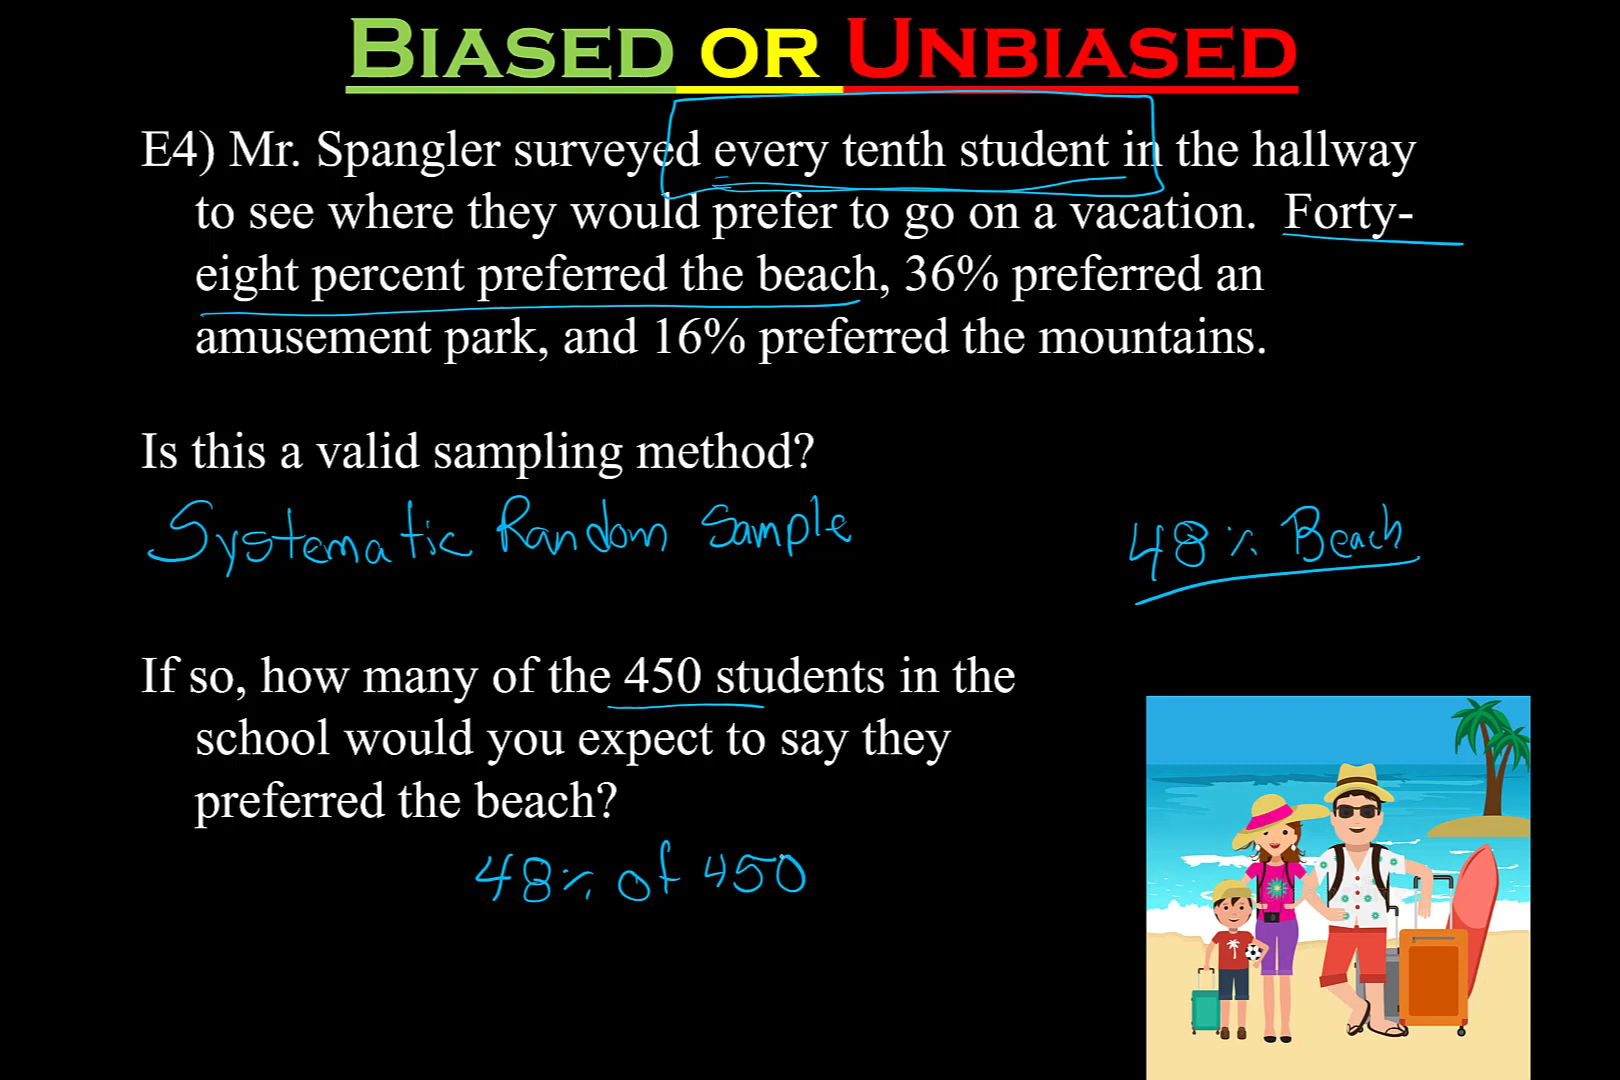 BIASED OR UNBIASED
E4) Mr. Spangler surveyed every tenth student in the hallway
to see where they would prefer to go on a vacation. Forty-
eight percent preferred the beach, 36% preferred an
amusement park, and 16% preferred the mountains.
Is this a valid sampling method?
Systematic Random Sample
48% Beach
If so, how many of the 450 students in the
school would you expect to say they
preferred the beach?
48% of 450